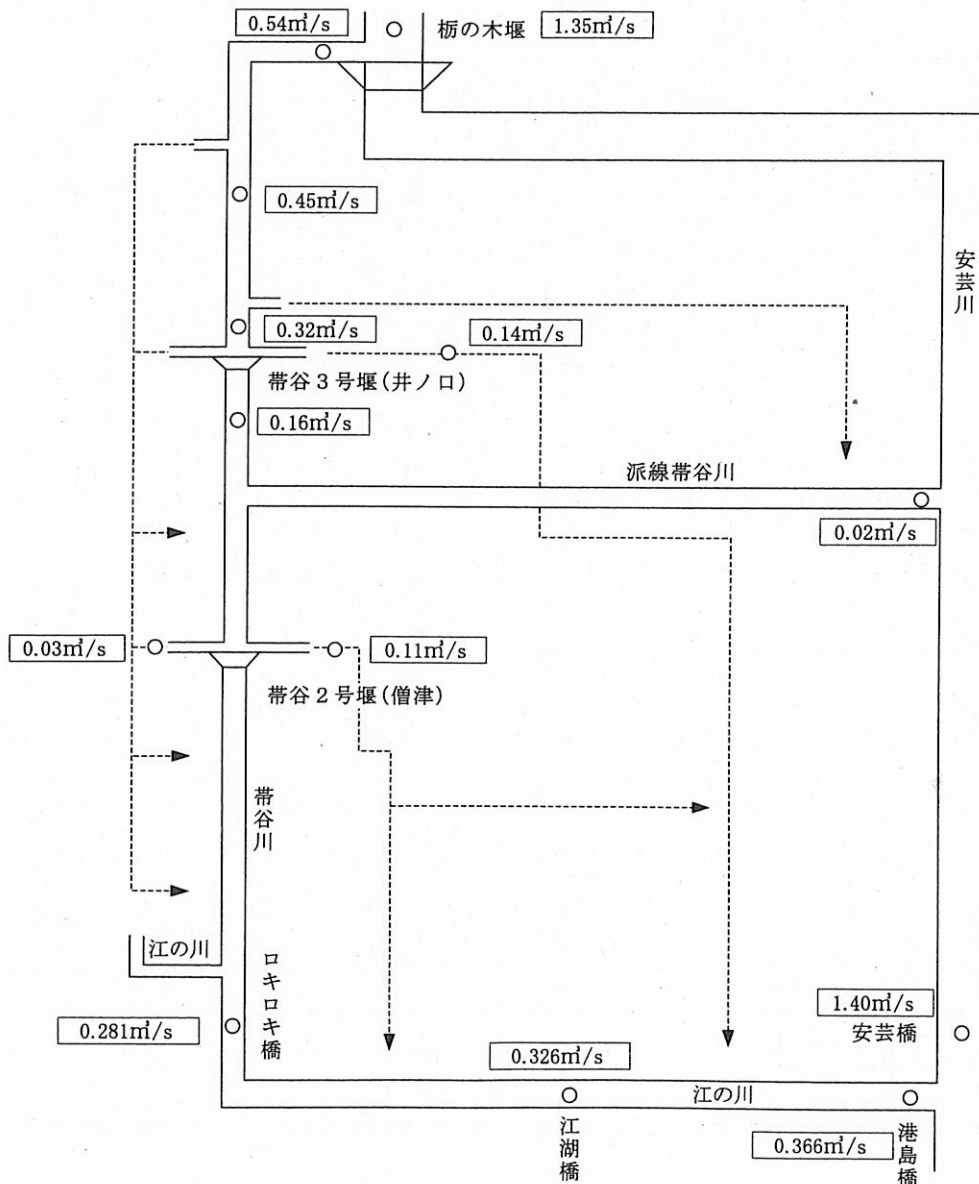 0.54㎥/s
栃の木堰 1.35㎥/s
0.45㎥/s
安芸川
0.32㎥/s
0.14㎥/s
帯谷3号堰(井ノ口)
0.16㎥/s
派線帯谷川
0.02㎥/s
0.03㎥/s
0.11㎥/s
帯谷2号堰(僧津)
帯谷川
江の川
ロキロキ橋
0.281㎥/s
1.40㎥/s
安芸橋
0.326㎥/s
江の川
江湖橋
0.366㎥/s
港島橋